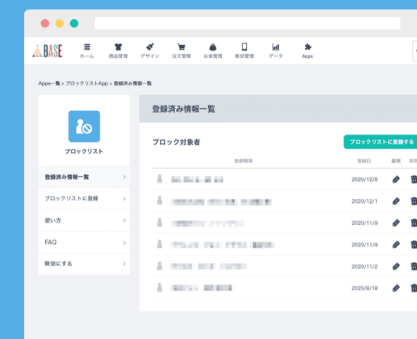 BASE
ホーム 商品管理 デザイン 注文管理 お金管理 顧客管理 データ Apps
Apps一覧 > ブロックリストApp > 登録済み情報一覧
登録済み情報一覧
ブロックリスト
ブロック対象者
ブロックリストに登録する
登録情報 登録日 編集
登録済み情報一覧
ブロックリストに登録
使い方
FAQ
無効にする
2020/12/8
2020/12/1
2020/11/9
2020/11/9
2020/11/2
2020/9/18